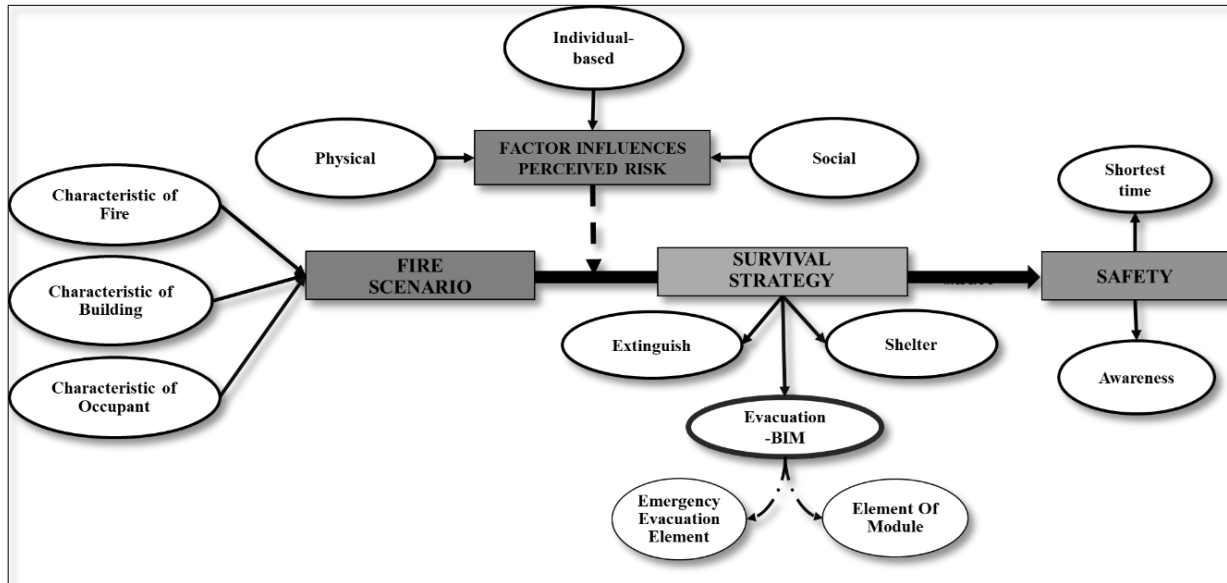 Individual-
based
Physical
FACTOR INFLUENCES
PERCEIVED RISK
Social
Characteristic of
Fire
Shortest
time
FIRE
SCENARIO
SURVIVAL
STRATEGY
SAFETY
Characteristic of
Building
Extinguish
Shelter
Characteristic of
Occupant
Awareness
Evacuation
-BIM
Emergency
Evacuation
Element
Element Of
Module